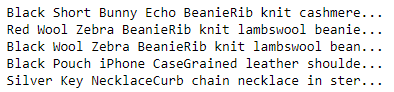 Black Short Bunny Echo BeanieRib knit cashmere...
Red Wool Zebra BeanieRib knit lambswool beanie...
Black Wool Zebra BeanieRib knit lambswool bean...
Black Pouch iPhone CaseGrained leather shoulde...
Silver Key NecklaceCurb chain necklace in ster...